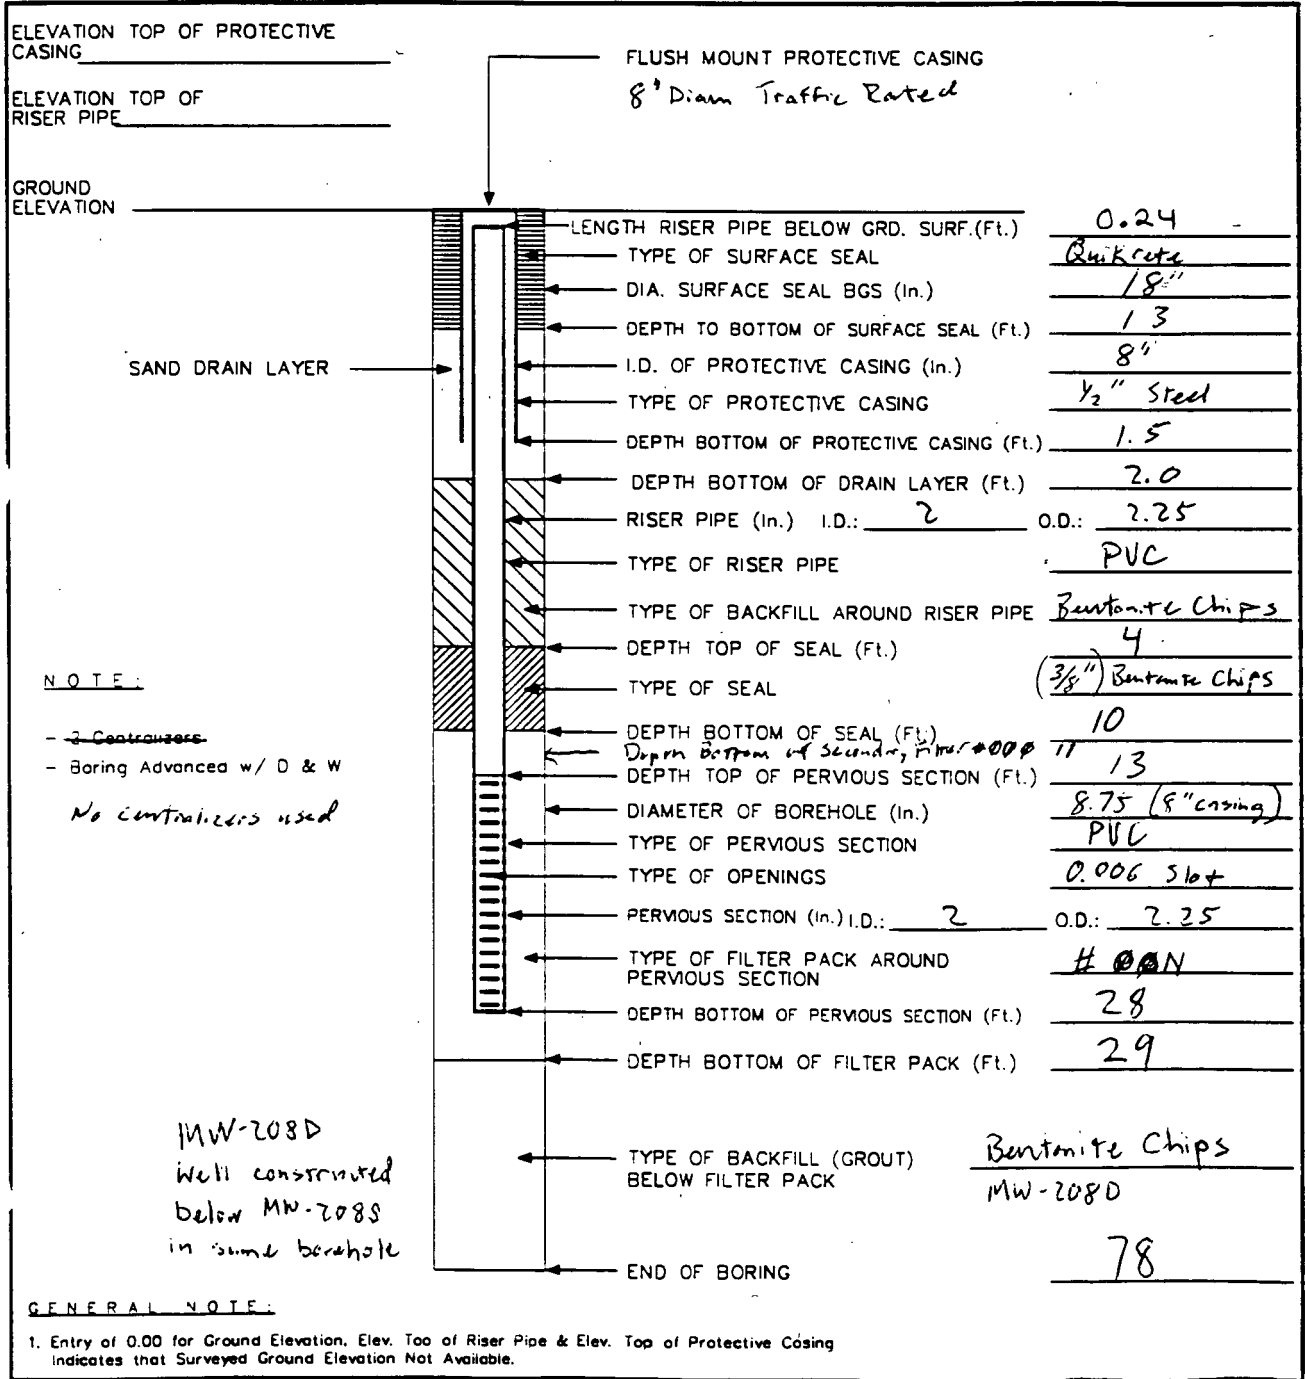 ELEVATION TOP OF PROTECTIVE
CASING
FLUSH MOUNT PROTECTIVE CASING
8" Diam Traffic Rated
ELEVATION TOP OF
RISER PIPE
GROUND
ELEVATION
LENGTH RISER PIPE BELOW GRD. SURF.(Ft.) 0.24
TYPE OF SURFACE SEAL Quikrete
DIA. SURFACE SEAL BGS (In.) 18"
DEPTH TO BOTTOM OF SURFACE SEAL (Ft.) 13
SAND DRAIN LAYER
I.D. OF PROTECTIVE CASING (In.) 8"
TYPE OF PROTECTIVE CASING 1/2" Steel
DEPTH BOTTOM OF PROTECTIVE CASING (Ft.) 1.5
DEPTH BOTTOM OF DRAIN LAYER (Ft.) 2.0
RISER PIPE (In.) I.D.: 2 O.D.: 2.25
TYPE OF RISER PIPE PVC
TYPE OF BACKFILL AROUND RISER PIPE Bentonite Chips
DEPTH TOP OF SEAL (Ft.) 4
TYPE OF SEAL (3/8") Bentonite Chips
DEPTH BOTTOM OF SEAL (Ft.) 10
Depth Bottom of Secondary Filter #000 11
DEPTH TOP OF PERVIOUS SECTION (Ft.) 13
DIAMETER OF BOREHOLE (In.) 8.75 (8" casing)
TYPE OF PERVIOUS SECTION PVC
TYPE OF OPENINGS 0.006 Slot
PERVIOUS SECTION (In.) I.D.: 2 O.D.: 2.25
TYPE OF FILTER PACK AROUND
PERVIOUS SECTION #00N
DEPTH BOTTOM OF PERVIOUS SECTION (Ft.) 28
DEPTH BOTTOM OF FILTER PACK (Ft.) 29
TYPE OF BACKFILL (GROUT)
BELOW FILTER PACK
Bentonite Chips
MW-208D
END OF BORING 78
NOTE:
- 3 Centralizers
- Boring Advanced w/ D & W
No centralizers used
MW-208D
Well constructed
below MW-208S
in same borehole
GENERAL NOTE:
1. Entry of 0.00 for Ground Elevation, Elev. Too of Riser Pipe & Elev. Top of Protective Casing
Indicates that Surveyed Ground Elevation Not Available.